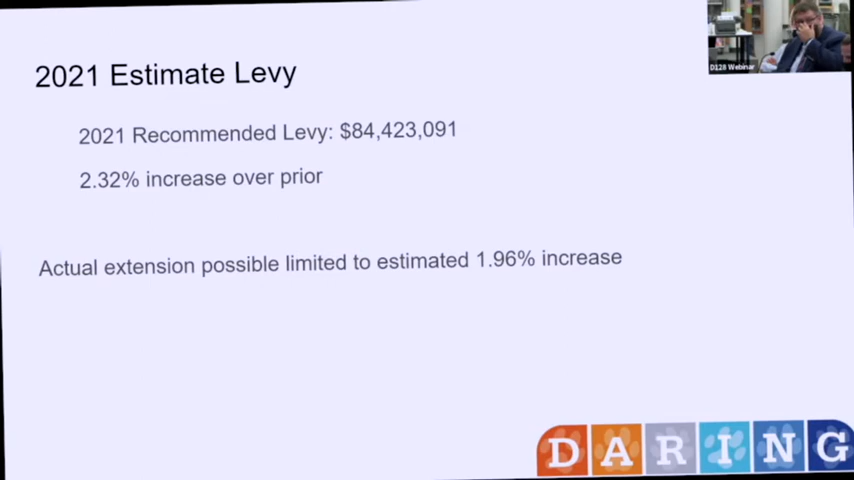 2021 Estimate Levy
D128 Webinar
2021 Recommended Levy: $84,423,091
2.32% increase over prior
Actual extension possible limited to estimated 1.96% increase
DARING